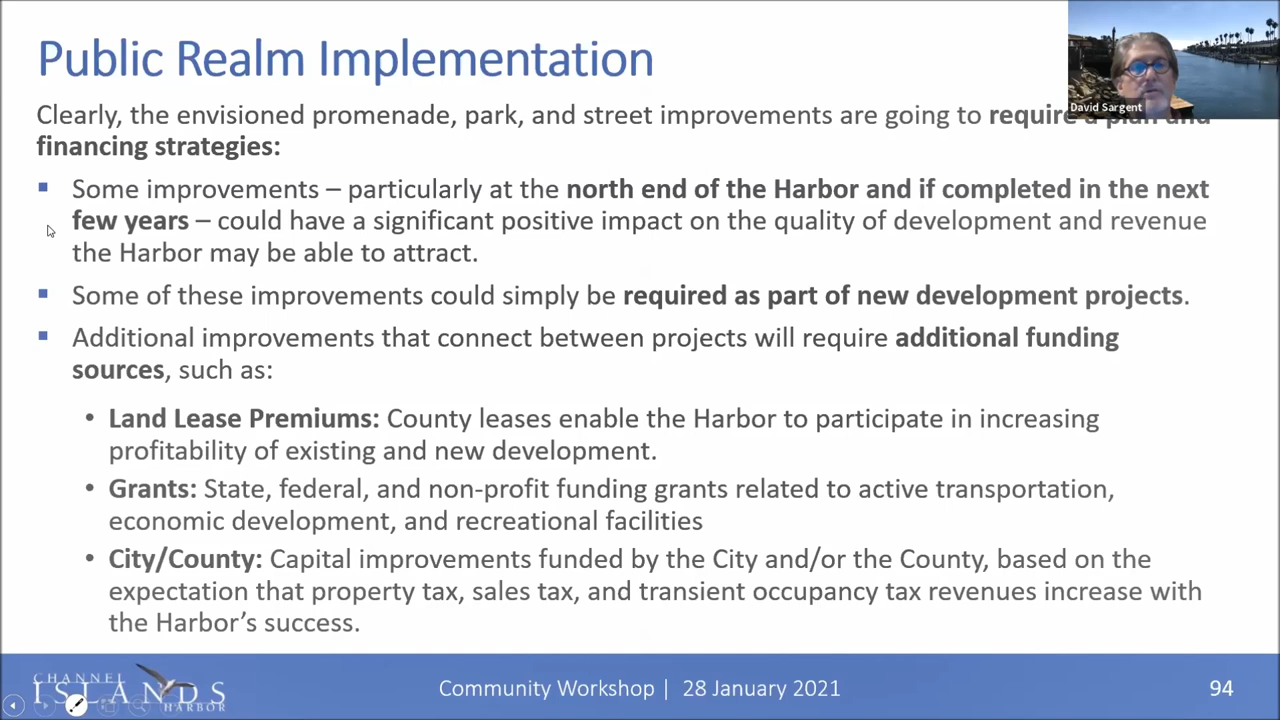 Public Realm Implementation
David Sargent
Clearly, the envisioned promenade, park, and street improvements are going to require a plan and
financing strategies:
Some improvements – particularly at the north end of the Harbor and if completed in the next
few years – could have a significant positive impact on the quality of development and revenue
the Harbor may be able to attract.
Some of these improvements could simply be required as part of new development projects.
Additional improvements that connect between projects will require additional funding
sources, such as:
• Land Lease Premiums: County leases enable the Harbor to participate in increasing
profitability of existing and new development.
• Grants: State, federal, and non-profit funding grants related to active transportation,
economic development, and recreational facilities
• City/County: Capital improvements funded by the City and/or the County, based on the
expectation that property tax, sales tax, and transient occupancy tax revenues increase with
the Harbor's success.
CHANNEL
ISLANDS
HARBOR
Community Workshop | 28 January 2021
94